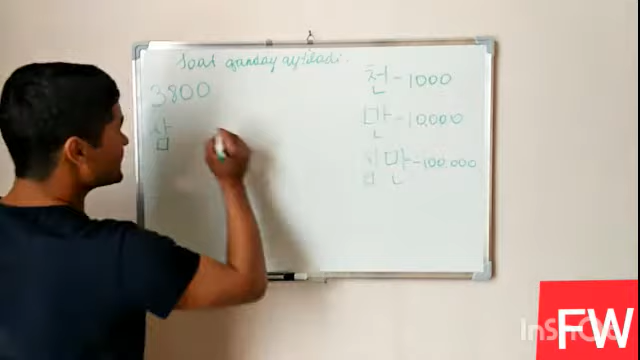 Soat qanday aytiladi.
3800
삼
천-1000
만-10,000
십만-100,000
FW
InShOt